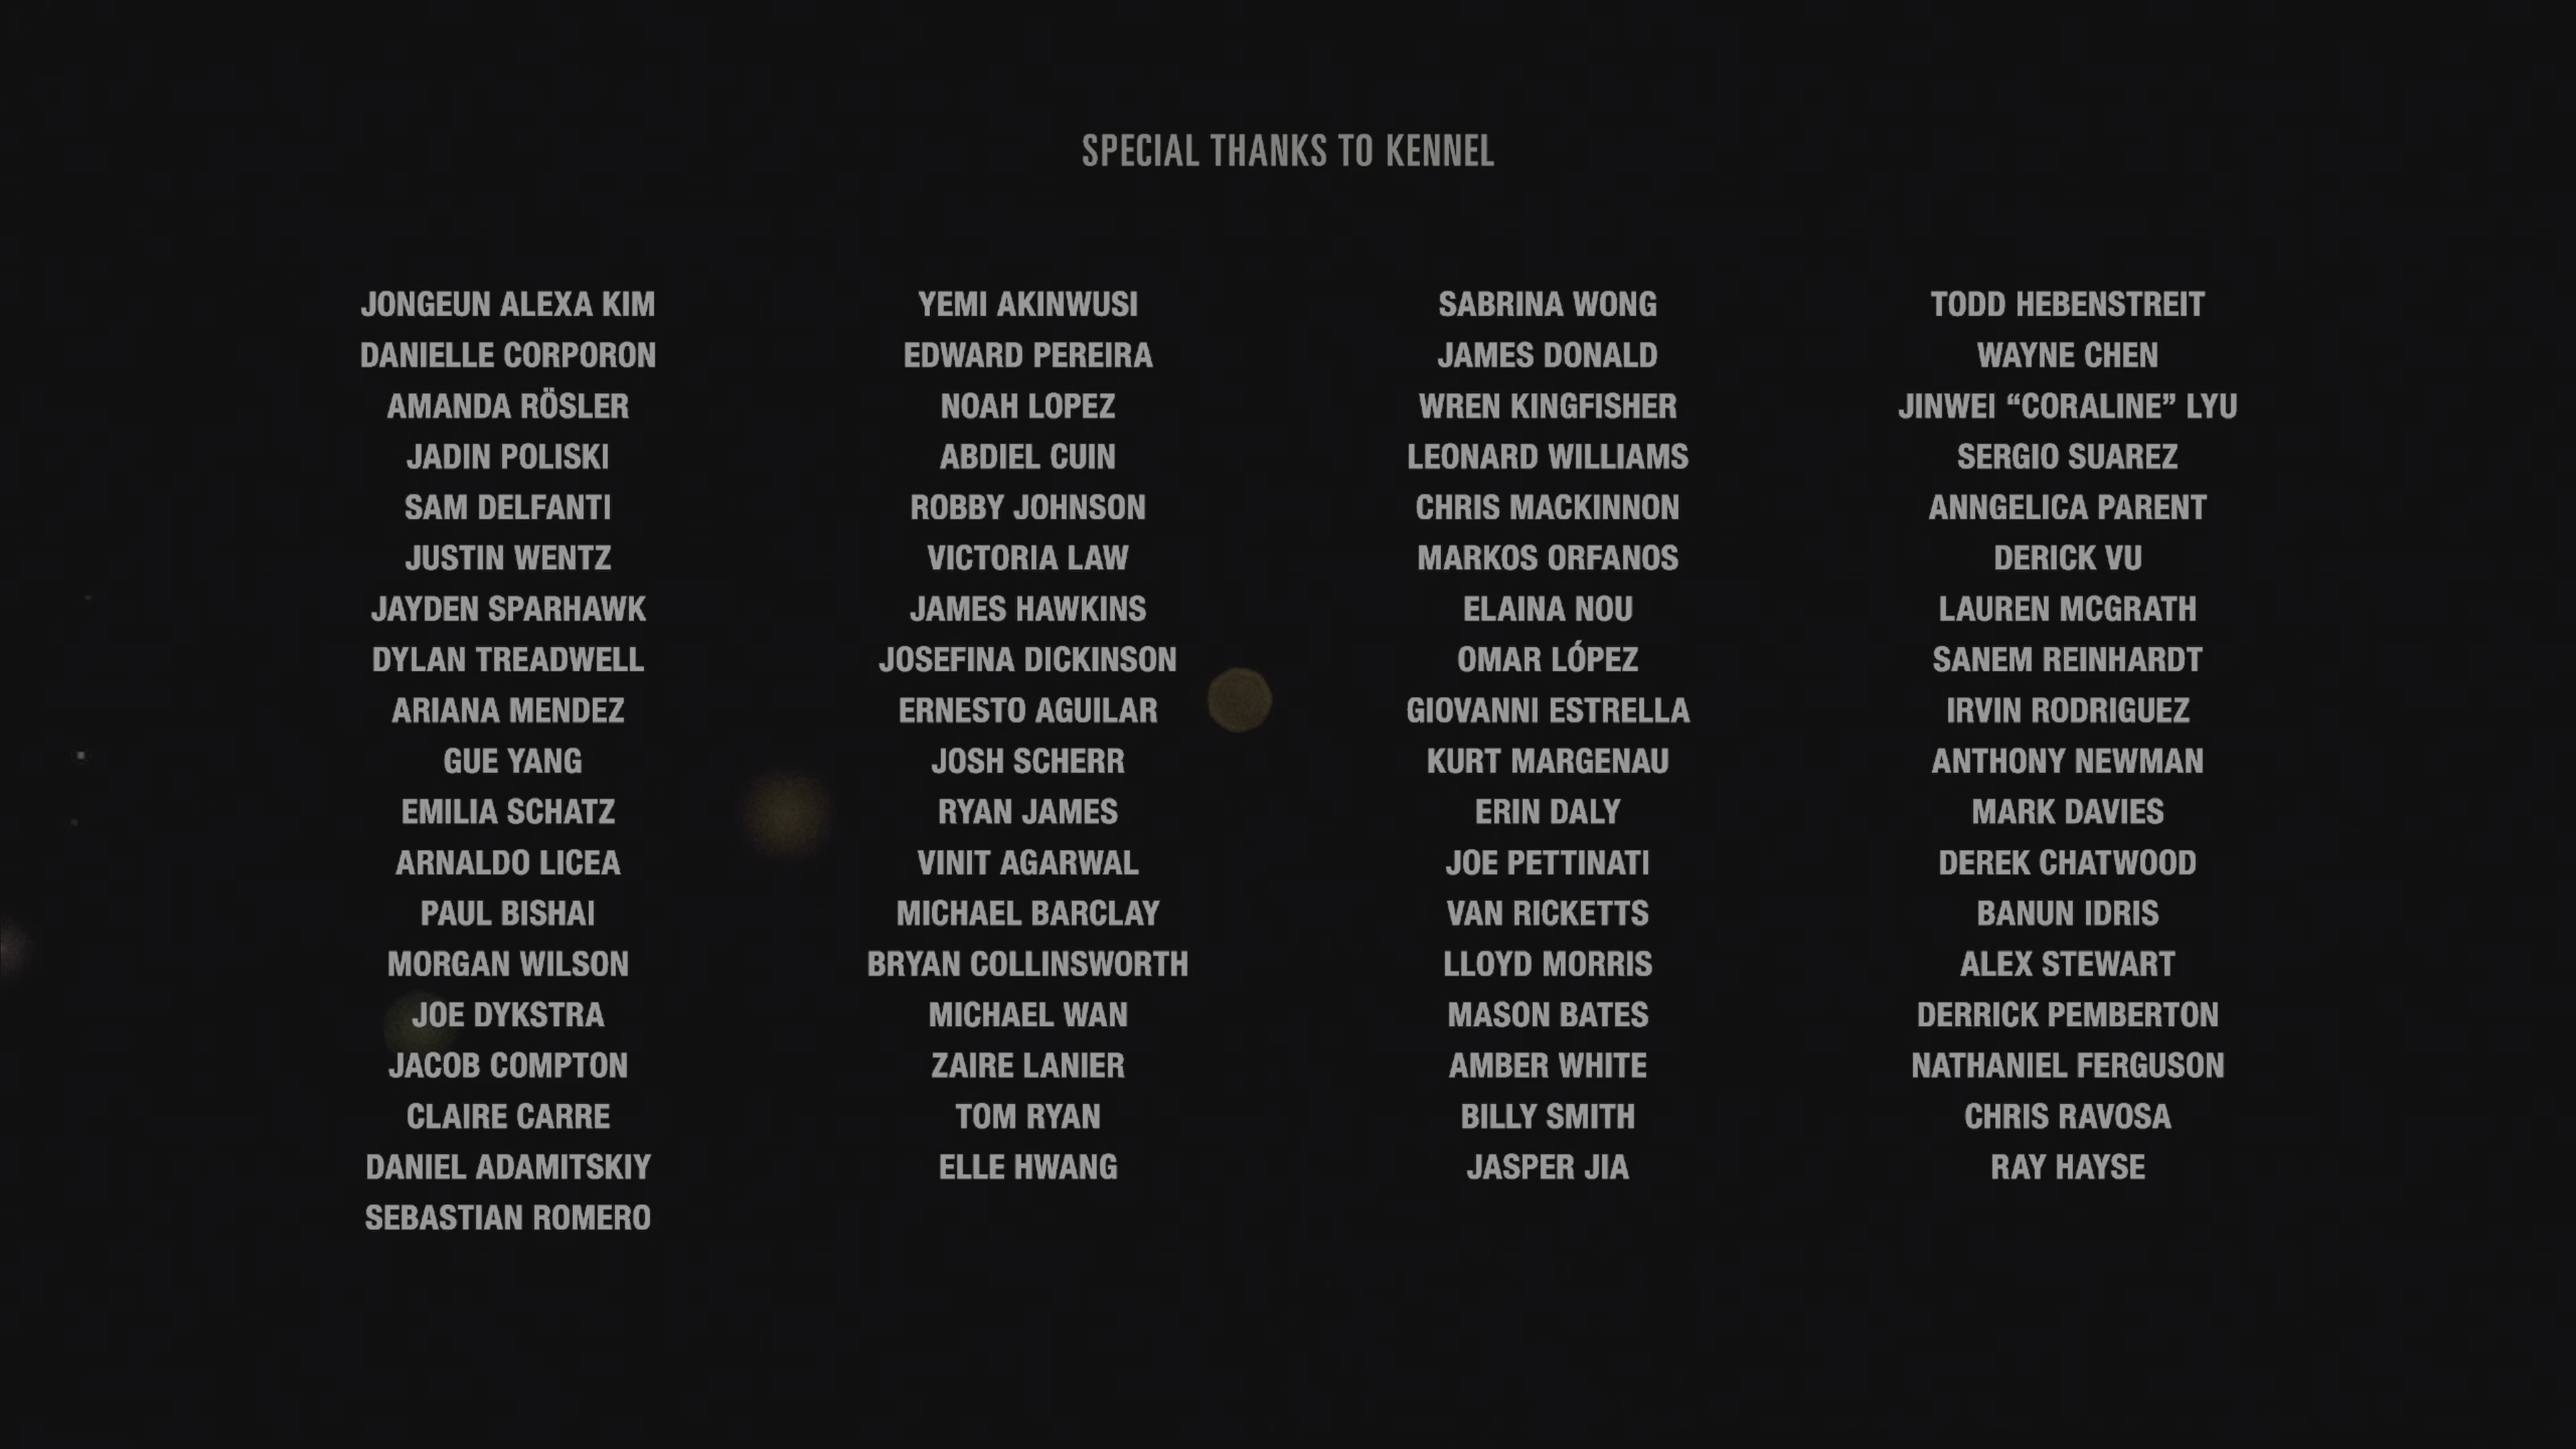 SPECIAL THANKS TO KENNEL
JONGEUN ALEXA KIM
DANIELLE CORPORON
AMANDA RÖSLER
JADIN POLISKI
SAM DELFANTI
JUSTIN WENTZ
JAYDEN SPARHAWK
DYLAN TREADWELL
ARIANA MENDEZ
GUE YANG
EMILIA SCHATZ
ARNALDO LICEA
PAUL BISHAI
MORGAN WILSON
JOE DYKSTRA
JACOB COMPTON
CLAIRE CARRE
DANIEL ADAMITSKIY
SEBASTIAN ROMERO
YEMI AKINWUSI
EDWARD PEREIRA
NOAH LOPEZ
ABDIEL CUIN
ROBBY JOHNSON
VICTORIA LAW
JAMES HAWKINS
JOSEFINA DICKINSON
ERNESTO AGUILAR
JOSH SCHERR
RYAN JAMES
VINIT AGARWAL
MICHAEL BARCLAY
BRYAN COLLINSWORTH
MICHAEL WAN
ZAIRE LANIER
TOM RYAN
ELLE HWANG
SABRINA WONG
JAMES DONALD
WREN KINGFISHER
LEONARD WILLIAMS
CHRIS MACKINNON
MARKOS ORFANOS
ELAINA NOU
OMAR LÓPEZ
GIOVANNI ESTRELLA
KURT MARGENAU
ERIN DALY
JOE PETTINATI
VAN RICKETTS
LLOYD MORRIS
MASON BATES
AMBER WHITE
BILLY SMITH
JASPER JIA
TODD HEBENSTREIT
WAYNE CHEN
JINWEI “CORALINE” LYU
SERGIO SUAREZ
ANNGELICA PARENT
DERICK VU
LAUREN MCGRATH
SANEM REINHARDT
IRVIN RODRIGUEZ
ANTHONY NEWMAN
MARK DAVIES
DEREK CHATWOOD
BANUN IDRIS
ALEX STEWART
DERRICK PEMBERTON
NATHANIEL FERGUSON
CHRIS RAVOSA
RAY HAYSE